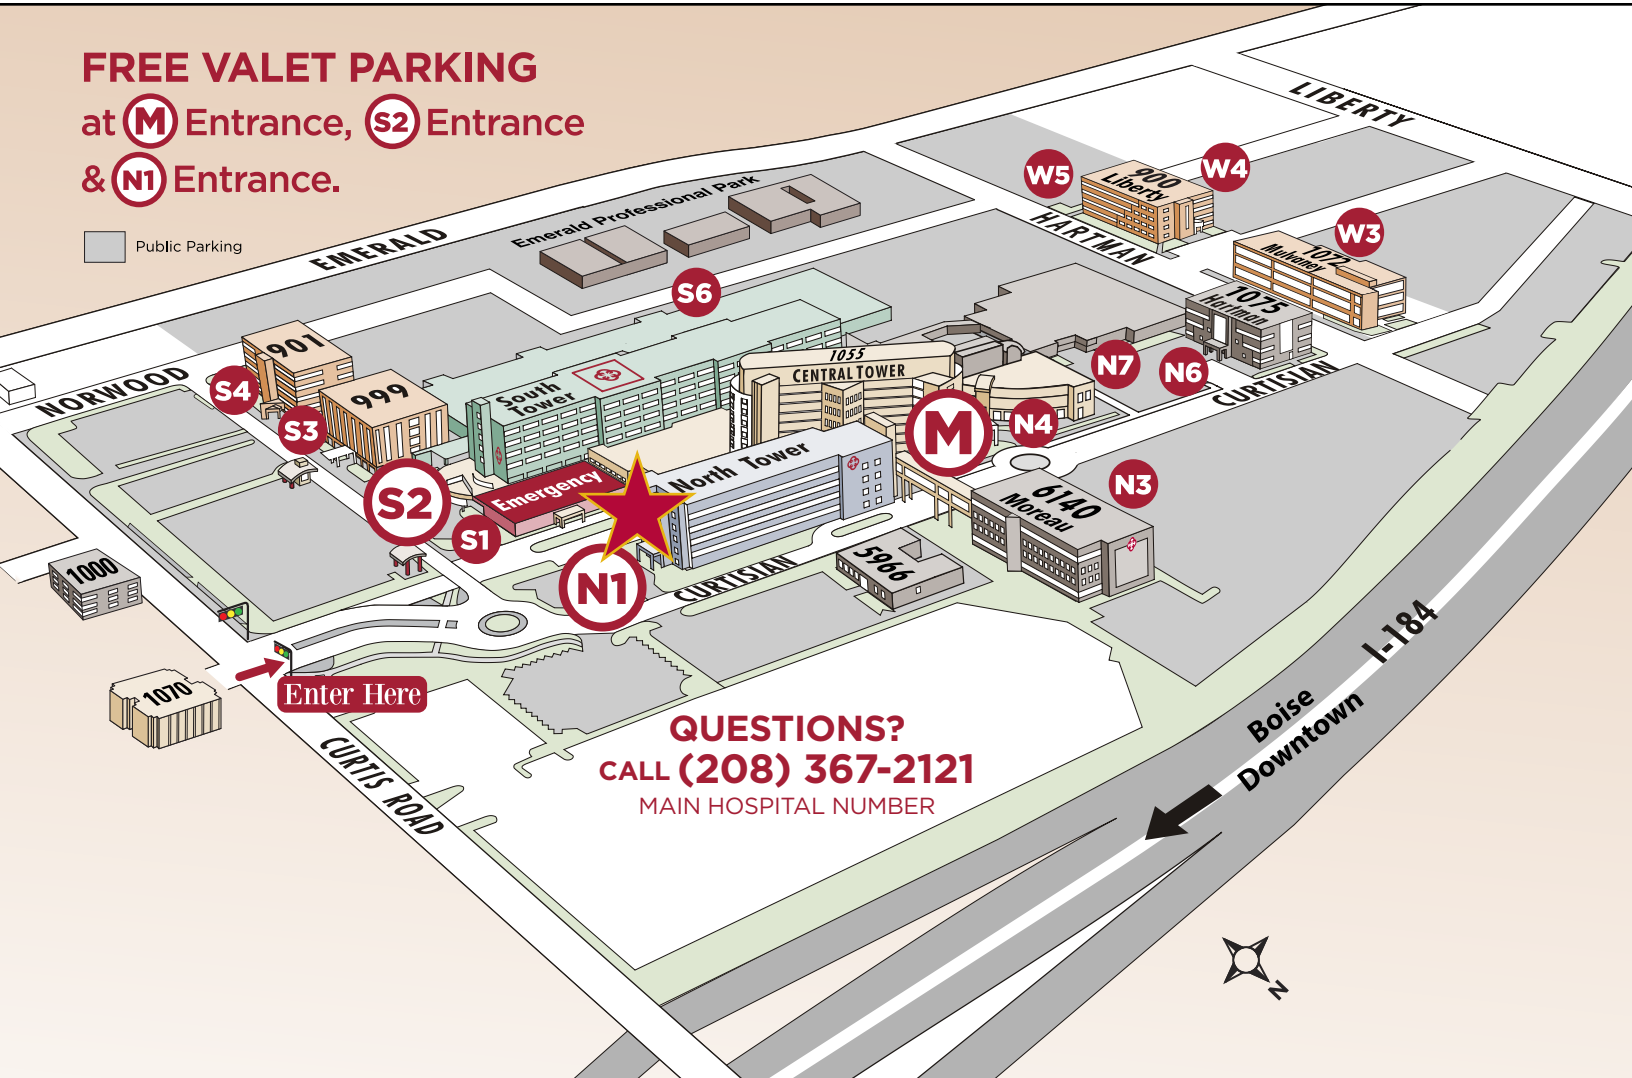 FREE VALET PARKING
at M Entrance, S2 Entrance
& N1 Entrance.
Public Parking
EMERALD
Emerald Professional Park
LIBERTY
HARTMAN
W5
900
Liberty
W4
W3
1072
Mulvaney
1075
Hartman
S6
NORWOOD
901
S4
999
S3
South
Tower
1055
CENTRAL TOWER
N7
N6
CURTISIAN
M
N4
N3
6140
Moreau
North Tower
Emergency
S2
S1
N1
CURTISIAN
5966
1000
1070
Enter Here
CURTIS ROAD
QUESTIONS?
CALL (208) 367-2121
MAIN HOSPITAL NUMBER
I-184
Boise
Downtown
N